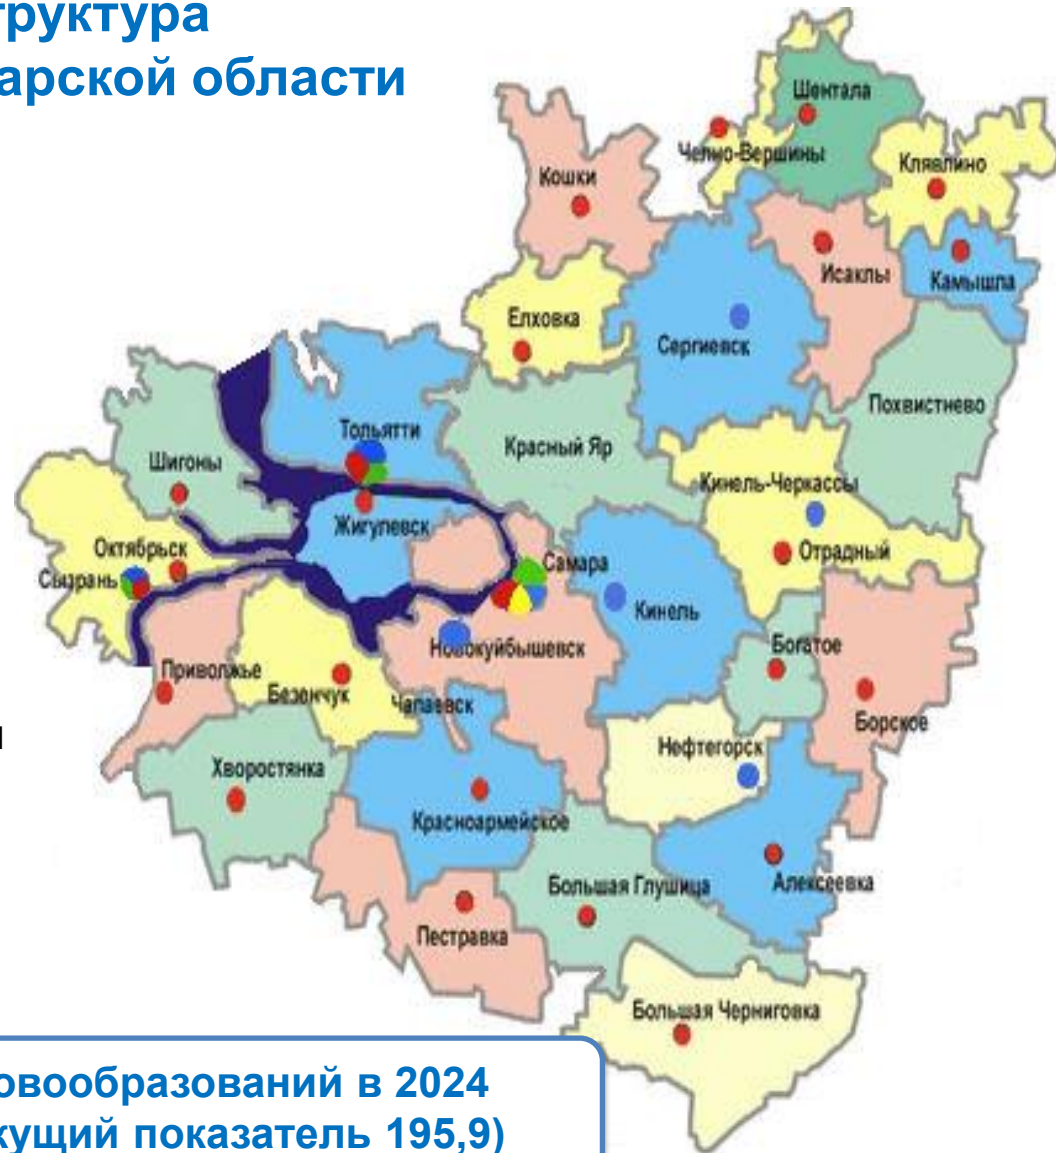 труктура
арской области
Шентала
Челно-Вершины
Клявлино
Кошки
Исаклы
Камышла
Елховка
Сергиевск
Похвистнево
Тольятти
Красный Яр
Шигоны
Кинель-Черкассы
Жигулевск
Октябрьск
Отрадный
Самара
Сызрань
Кинель
Новокуйбышевск
Богатое
Приволжье
Безенчук
Чапаевск
Борское
Нефтегорск
Хворостянка
Красноармейское
Большая Глушица
Алексеевка
Пестравка
Большая Черниговка
овообразований в 2024
кущий показатель 195,9)